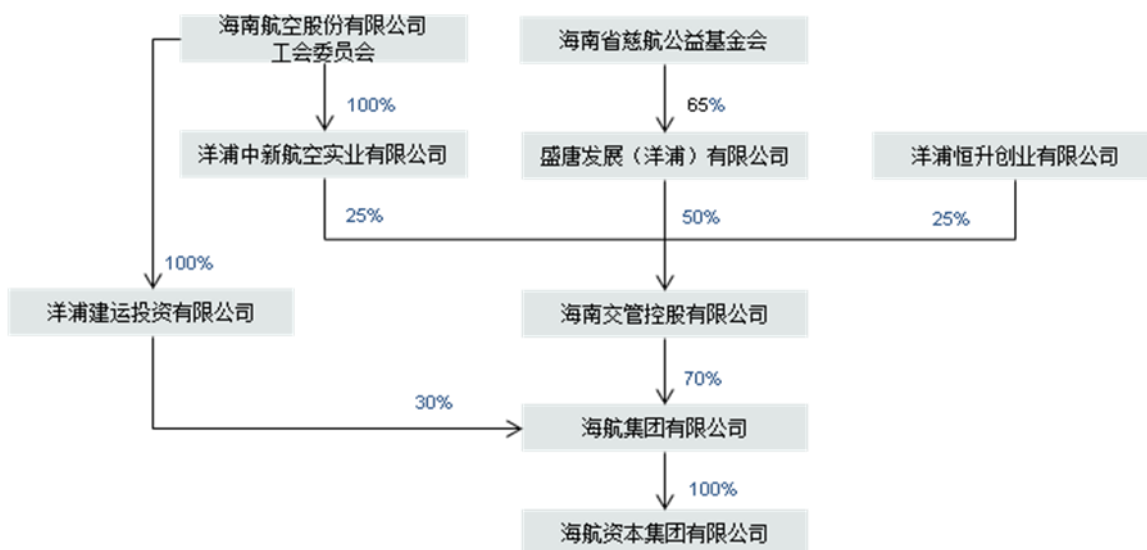 海南航空股份有限公司
工会委员会
海南省慈航公益基金会
100%
65%
洋浦中新航空实业有限公司
盛唐发展（洋浦）有限公司
洋浦恒升创业有限公司
25%
50%
25%
100%
洋浦建运投资有限公司
海南交管控股有限公司
70%
30%
海航集团有限公司
100%
海航资本集团有限公司